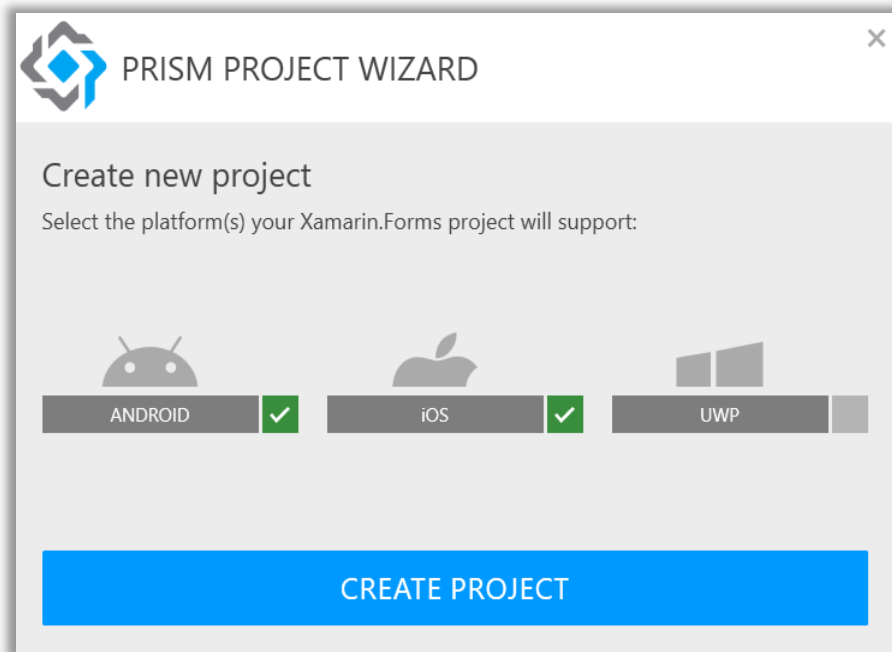 PRISM PROJECT WIZARD
Create new project
Select the platform(s) your Xamarin.Forms project will support:
ANDROID
iOS
UWP
CREATE PROJECT